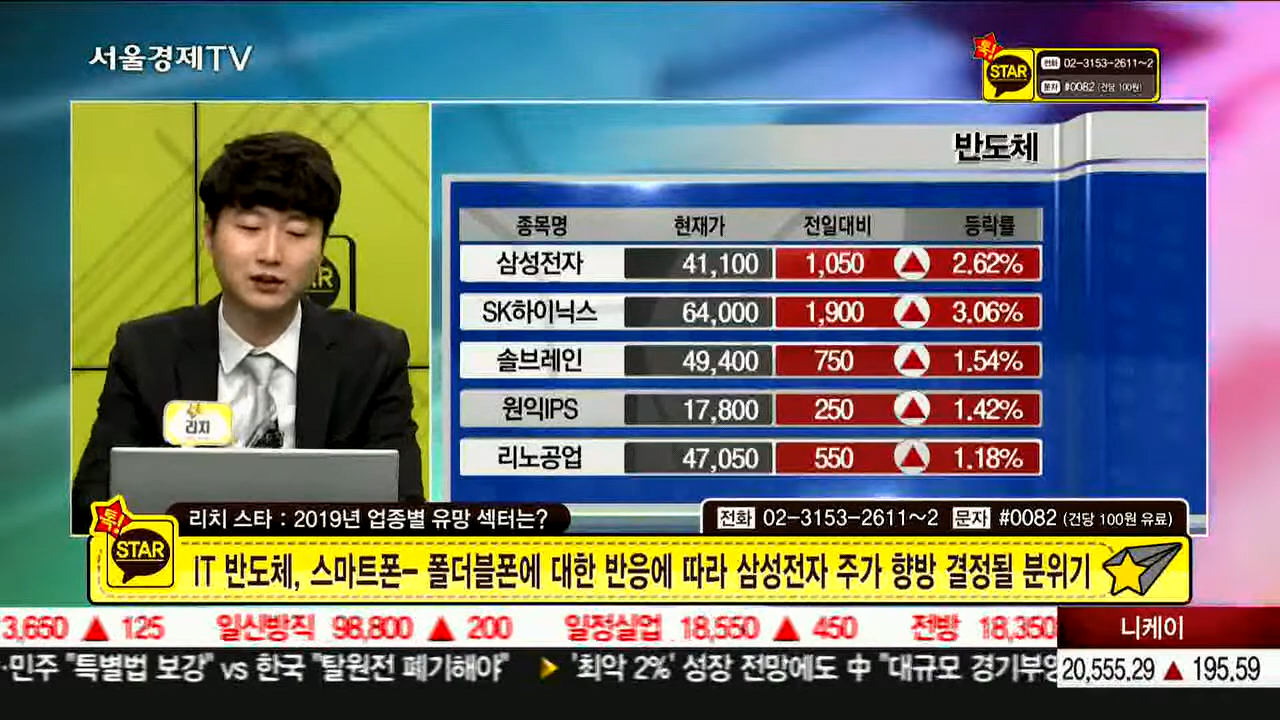 서울경제TV
톡!
STAR
전화 02-3153-2611~2
문자 #0082 (건당 100원)
반도체
종목명 현재가 전일대비 등락률
삼성전자 41,100 1,050 ▲ 2.62%
SK하이닉스 64,000 1,900 ▲ 3.06%
솔브레인 49,400 750 ▲ 1.54%
원익IPS 17,800 250 ▲ 1.42%
리노공업 47,050 550 ▲ 1.18%
AR
리치
리치 스타 : 2019년 업종별 유망 섹터는?
전화 02-3153-2611~2 문자 #0082 (건당 100원 유료)
톡!
STAR
IT 반도체, 스마트폰- 폴더블폰에 대한 반응에 따라 삼성전자 주가 향방 결정될 분위기
3,650 ▲ 125 일신방직 98,800 ▲ 200 일정실업 18,550 ▲ 450 전방 18,350
니케이
·민주 "특별법 보강" vs 한국 "탈원전 폐기해야" ▶ '최악 2%' 성장 전망에도 中 "대규모 경기부양
20,555.29 ▲ 195.59